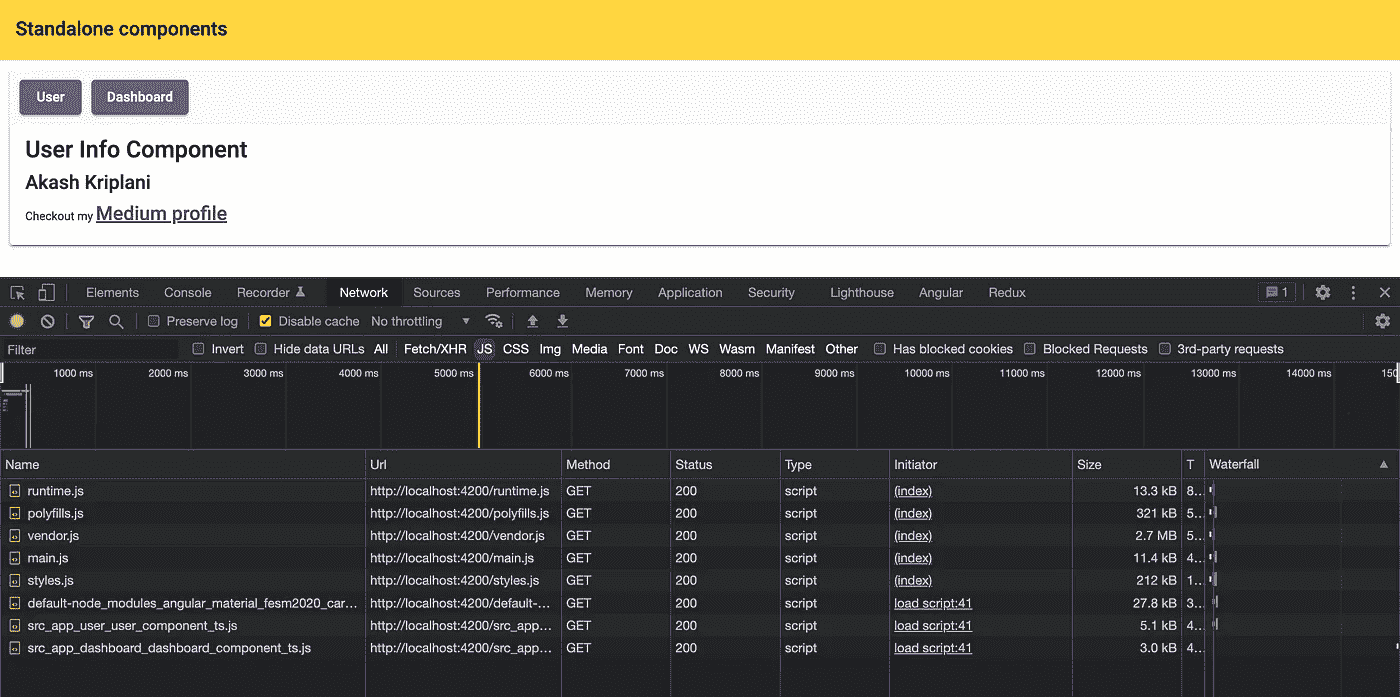 Standalone components
User Dashboard
User Info Component
Akash Kriplani
Checkout my Medium profile
Elements Console Recorder Network Sources Performance Memory Application Security Lighthouse Angular Redux 1
Preserve log Disable cache No throttling
Filter Invert Hide data URLs All Fetch/XHR JS CSS Img Media Font Doc WS Wasm Manifest Other Has blocked cookies Blocked Requests 3rd-party requests
1000 ms 2000 ms 3000 ms 4000 ms 5000 ms 6000 ms 7000 ms 8000 ms 9000 ms 10000 ms 11000 ms 12000 ms 13000 ms 14000 ms 150
Name Url Method Status Type Initiator Size T Waterfall
runtime.js http://localhost:4200/runtime.js GET 200 script (index) 13.3 kB 8...
polyfills.js http://localhost:4200/polyfills.js GET 200 script (index) 321 kB 5...
vendor.js http://localhost:4200/vendor.js GET 200 script (index) 2.7 MB 5...
main.js http://localhost:4200/main.js GET 200 script (index) 11.4 kB 4...
styles.js http://localhost:4200/styles.js GET 200 script (index) 212 kB 1...
default-node_modules_angular_material_fesm2020_car... http://localhost:4200/default-... GET 200 script load script:41 27.8 kB 3...
src_app_user_user_component_ts.js http://localhost:4200/src_app... GET 200 script load script:41 5.1 kB 4...
src_app_dashboard_dashboard_component_ts.js http://localhost:4200/src_app... GET 200 script load script:41 3.0 kB 4...